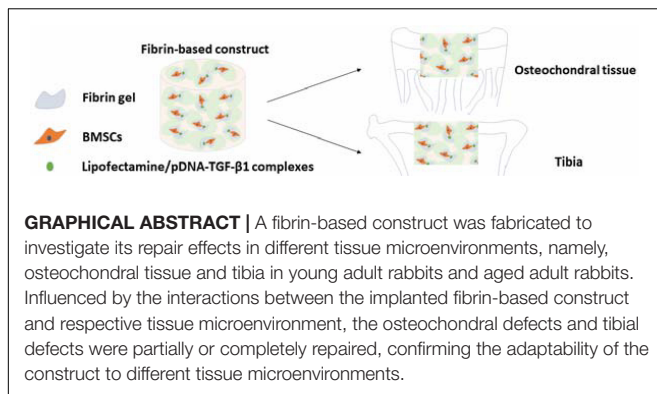 Fibrin-based construct
Fibrin gel
BMSCs
Lipofectamine/pDNA-TGF-β1 complexes
Osteochondral tissue
Tibia
GRAPHICAL ABSTRACT | A fibrin-based construct was fabricated to
investigate its repair effects in different tissue microenvironments, namely,
osteochondral tissue and tibia in young adult rabbits and aged adult rabbits.
Influenced by the interactions between the implanted fibrin-based construct
and respective tissue microenvironment, the osteochondral defects and tibial
defects were partially or completely repaired, confirming the adaptability of the
construct to different tissue microenvironments.